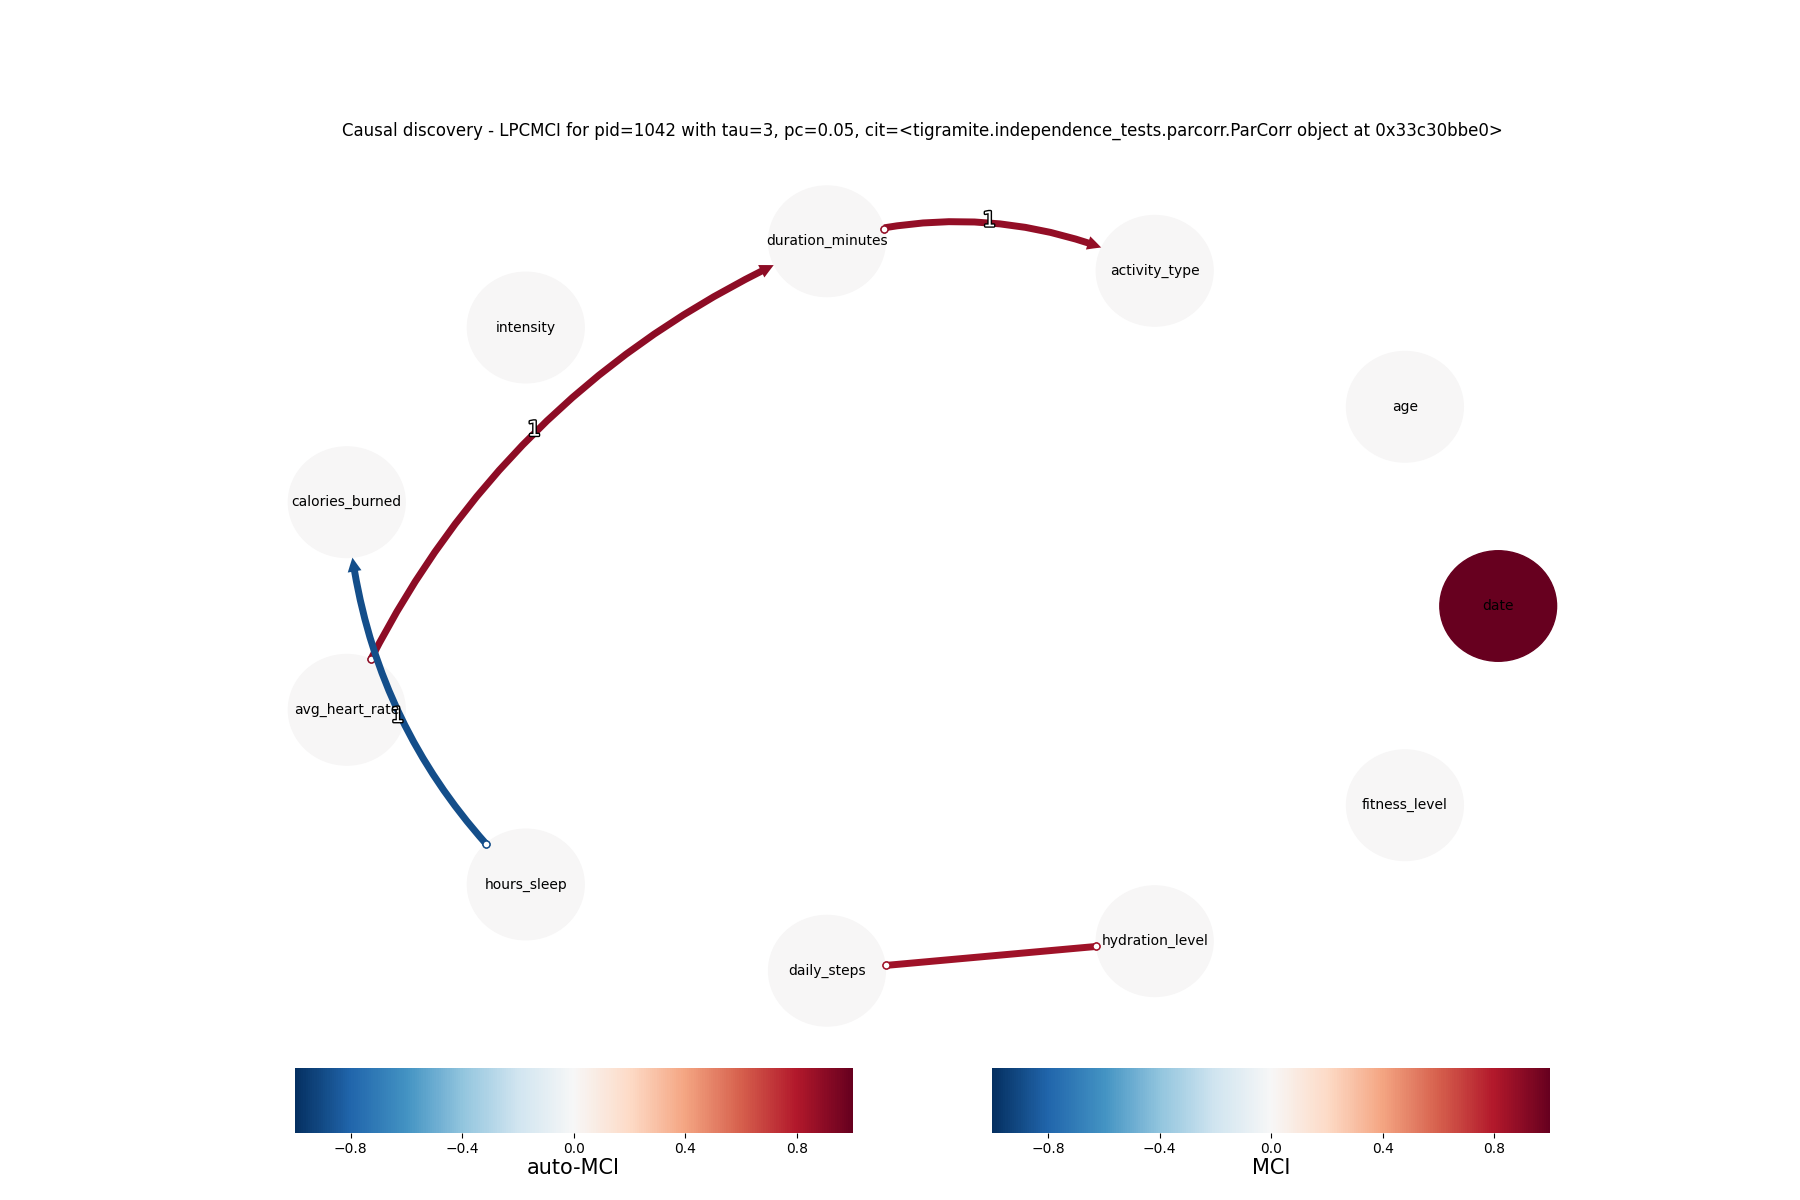 Causal discovery - LPCMCI for pid=1042 with tau=3, pc=0.05, cit=<tigramite.independence_tests.parcorr.ParCorr object at 0x33c30bbe0>
1
duration_minutes
activity_type
intensity
age
1
calories_burned
date
avg_heart_rate
1
fitness_level
hours_sleep
hydration_level
daily_steps
−0.8 −0.4 0.0 0.4 0.8
auto-MCI
−0.8 −0.4 0.0 0.4 0.8
MCI